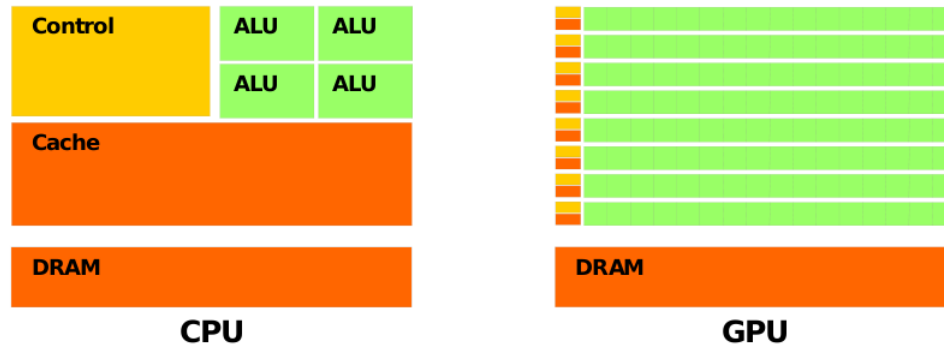 Control
ALU ALU
ALU ALU
Cache
DRAM
CPU
DRAM
GPU